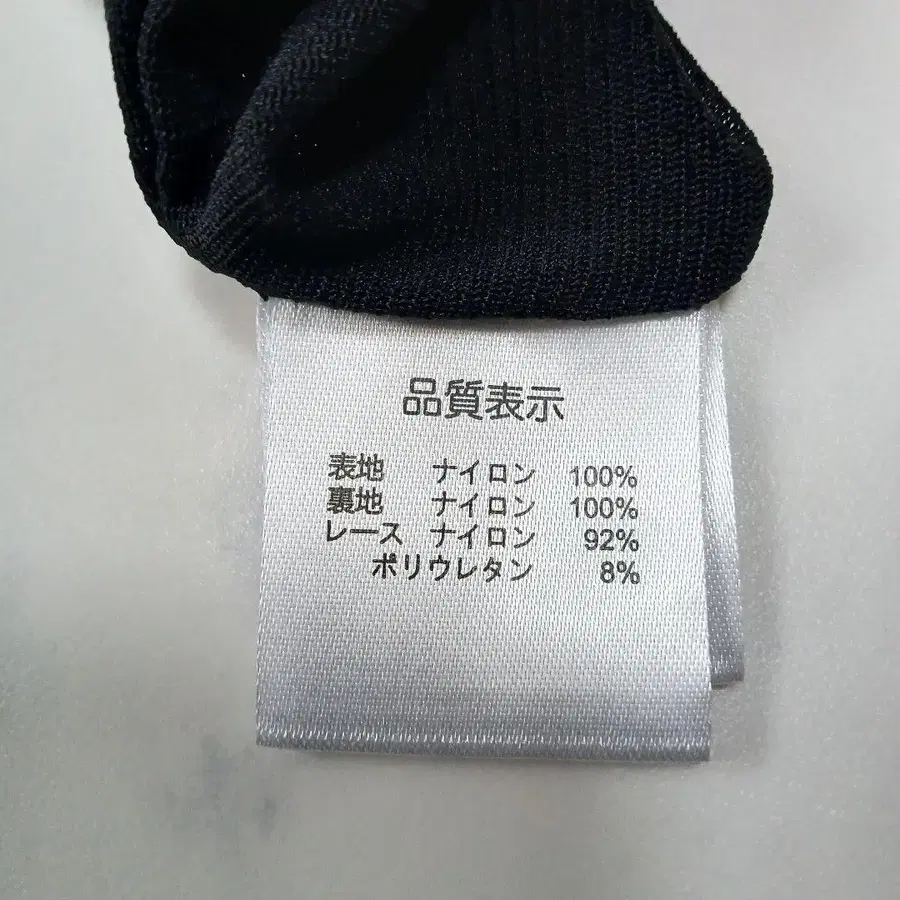 品質表示
表地 ナイロン 100%
裏地 ナイロン 100%
レース ナイロン 92%
ポリウレタン 8%